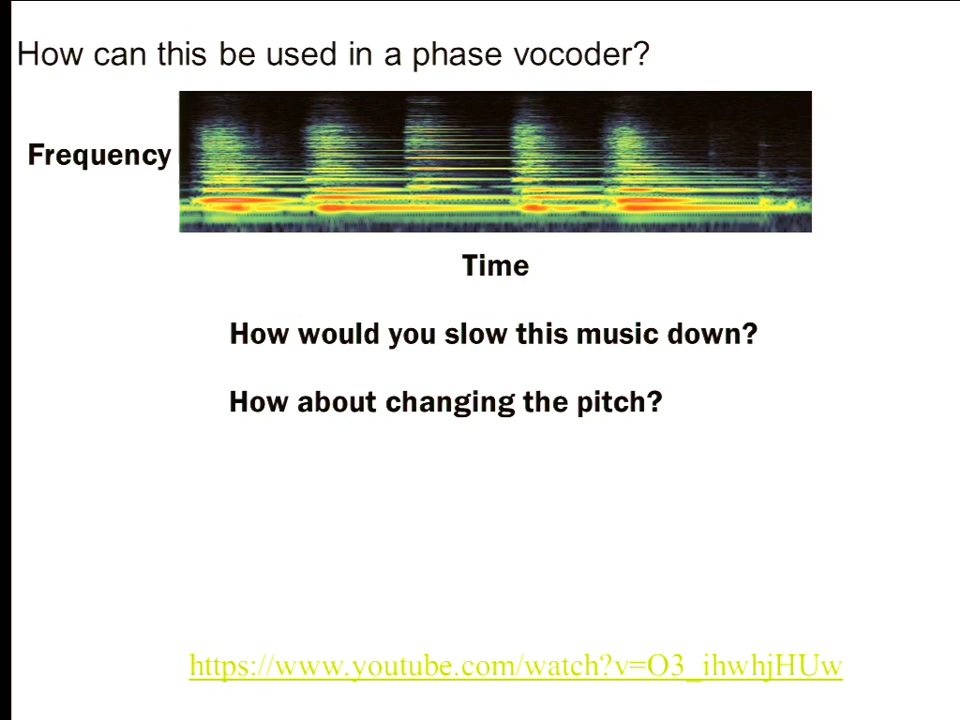 How can this be used in a phase vocoder?
Frequency
Time
How would you slow this music down?
How about changing the pitch?
https://www.youtube.com/watch?v=O3_ihwhjHUw